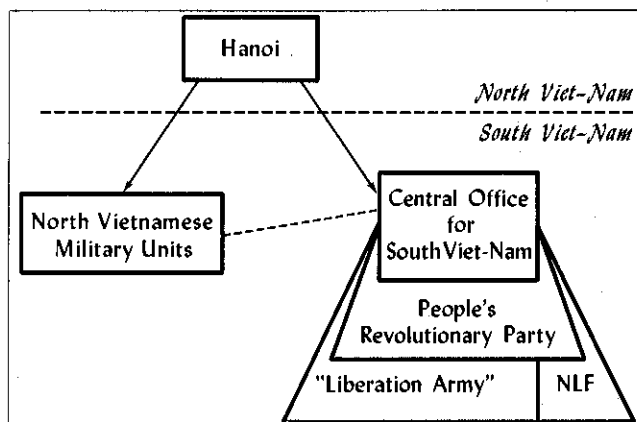 Hanoi
North Viet-Nam
South Viet-Nam
North Vietnamese
Military Units
Central Office
for
South Viet-Nam
People's
Revolutionary Party
"Liberation Army"
NLF